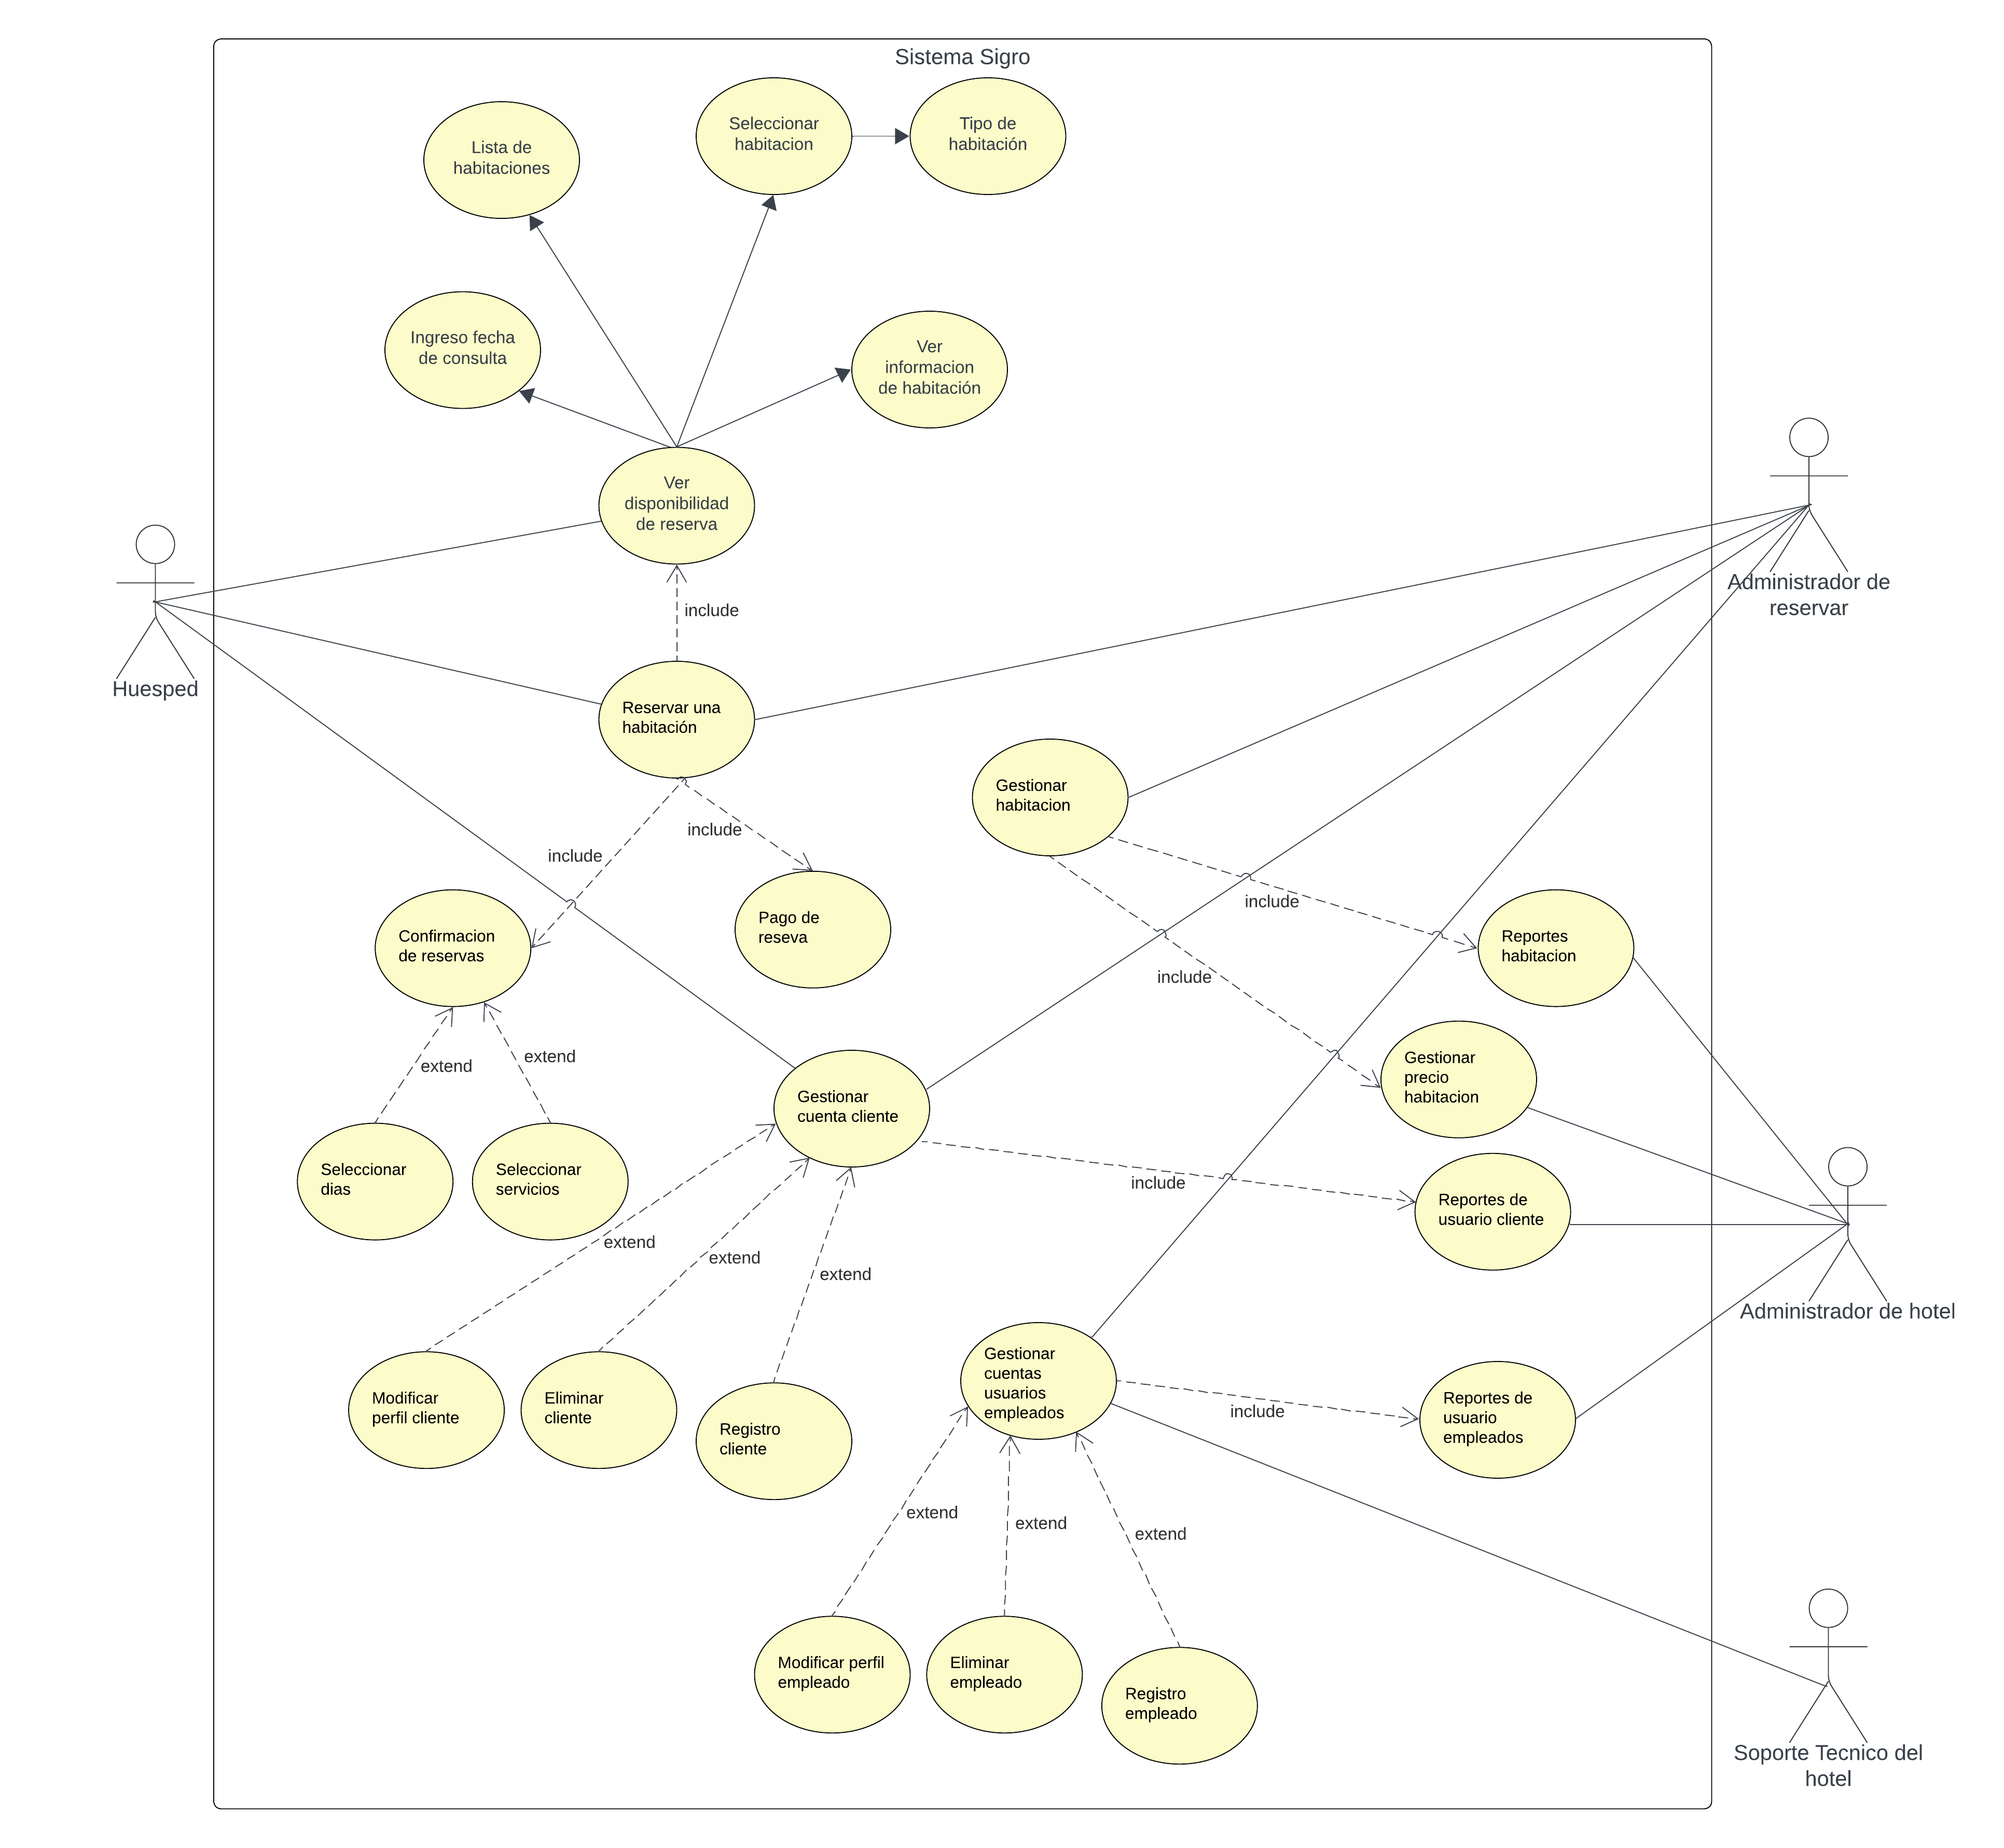 Sistema Sigro
Lista de
habitaciones
Seleccionar
habitacion
Tipo de
habitación
Ingreso fecha
de consulta
Ver
informacion
de habitación
Ver
disponibilidad
de reserva
Huesped
Administrador de
reservar
include
Reservar una
habitación
Gestionar
habitacion
include
include
Confirmacion
de reservas
Pago de
reseva
include
include
Reportes
habitacion
extend
extend
Gestionar
precio
habitacion
Gestionar
cuenta cliente
Seleccionar
dias
Seleccionar
servicios
include
Reportes de
usuario cliente
Administrador de hotel
extend
extend
extend
Modificar
perfil cliente
Eliminar
cliente
Registro
cliente
Gestionar
cuentas
usuarios
empleados
include
Reportes de
usuario
empleados
extend
extend
extend
Modificar perfil
empleado
Eliminar
empleado
Registro
empleado
Soporte Tecnico del
hotel